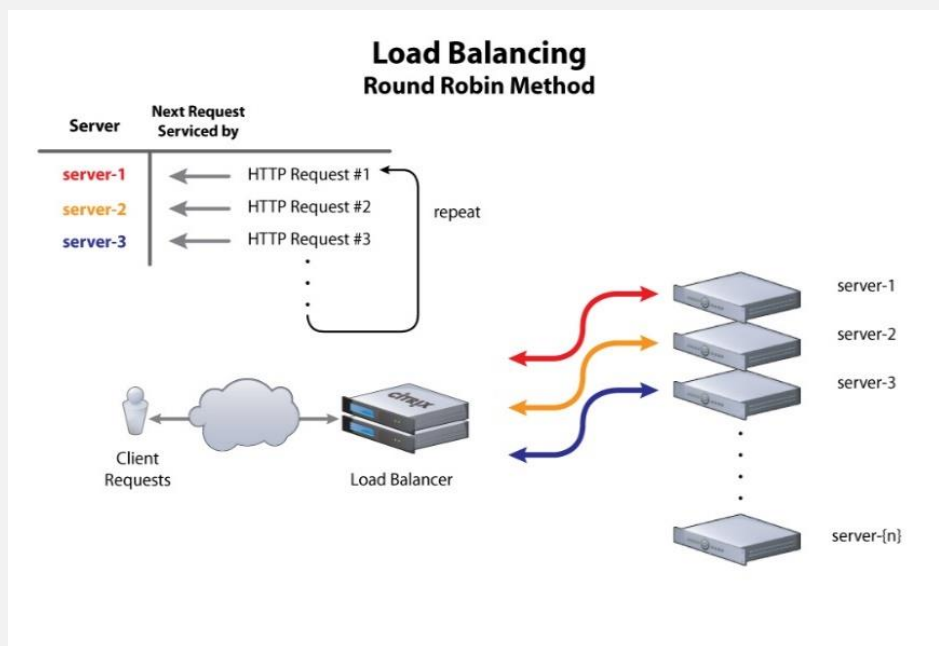 Load Balancing
Round Robin Method
Server
Next Request
Serviced by
server-1
HTTP Request #1
server-2
HTTP Request #2
server-3
HTTP Request #3
repeat
server-1
server-2
server-3
server-{n}
CITRIX
Client
Requests
Load Balancer